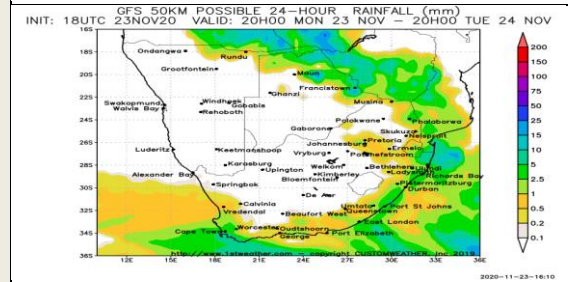 GFS 50KM POSSIBLE 24-HOUR RAINFALL (mm)
INIT: 18UTC 23NOV20 VALID: 20H00 MON 23 NOV - 20H00 TUE 24 NOV
16S
18S
20S
22S
24S
26S
28S
30S
32S
34S
36S
Ondangwa
Rundu
Grootfontein
Maun
Francistown
Ghanzi
Swakopmund
Walvis Bay
Windhoek
Gobabis
Rehoboth
Musina
Polokwane
Phalaborwa
Gaborone
Skukuza
Nelspruit
Pretoria
Johannesburg
Ermelo
Luderitz
Keetmanshoop
Vryburg
Potchefstroom
Karasburg
Upington
Welkom
Bethlehem
Ladysmith
Kimberley
Bloemfontein
Richards Bay
Alexander Bay
Springbok
Pietermaritzburg
Durban
De Aar
Calvinia
Vredendal
Beaufort West
Umtata
Queenstown
Port St Johns
East London
Cape Town
Worcester
Oudtshoorn
George
Port Elizabeth
http://www.1stweather.com - copyright CUSTOMWEATHER, Inc 2019
12E
15E
18E
21E
24E
27E
30E
33E
36E
200
150
100
75
50
25
15
10
5
2.5
1
0.5
0.2
0.1
2020-11-23-16:10